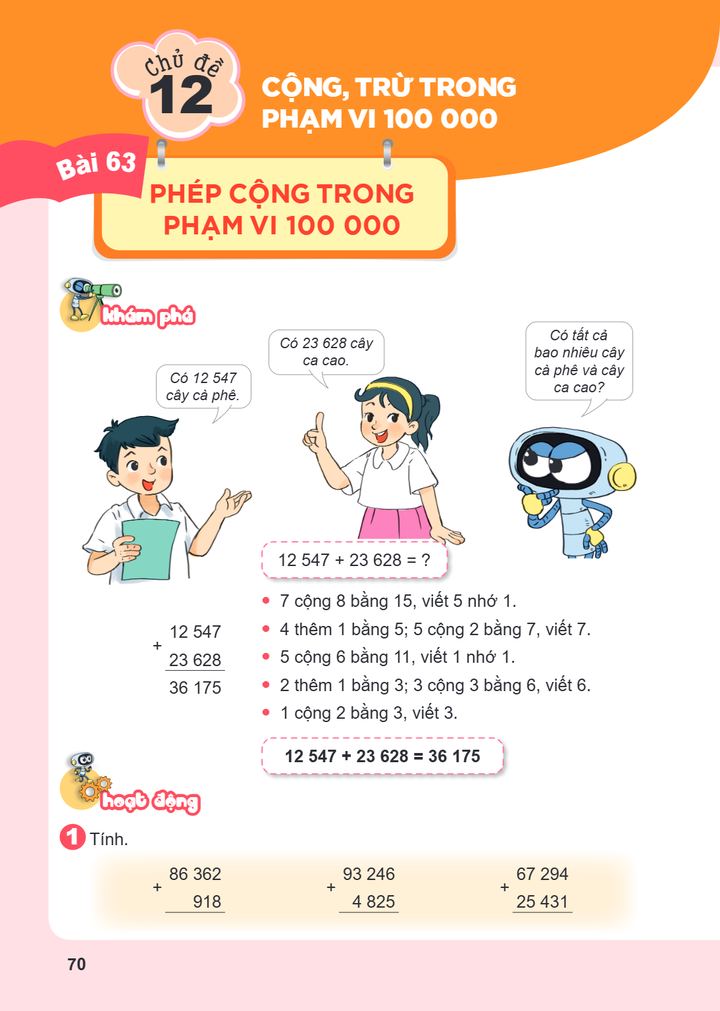 Chủ đề
12
CỘNG, TRỪ TRONG
PHẠM VI 100 000
Bài 63
PHÉP CỘNG TRONG
PHẠM VI 100 000
khám phá
Có 12 547
cây cà phê.
Có 23 628 cây
ca cao.
Có tất cả
bao nhiêu cây
cà phê và cây
ca cao?
12 547 + 23 628 = ?
12 547
+
23 628
36 175
• 7 cộng 8 bằng 15, viết 5 nhớ 1.
• 4 thêm 1 bằng 5; 5 cộng 2 bằng 7, viết 7.
• 5 cộng 6 bằng 11, viết 1 nhớ 1.
• 2 thêm 1 bằng 3; 3 cộng 3 bằng 6, viết 6.
• 1 cộng 2 bằng 3, viết 3.
12 547 + 23 628 = 36 175
hoạt động
1 Tính.
86 362
+
918
93 246
+
4 825
67 294
+
25 431
70